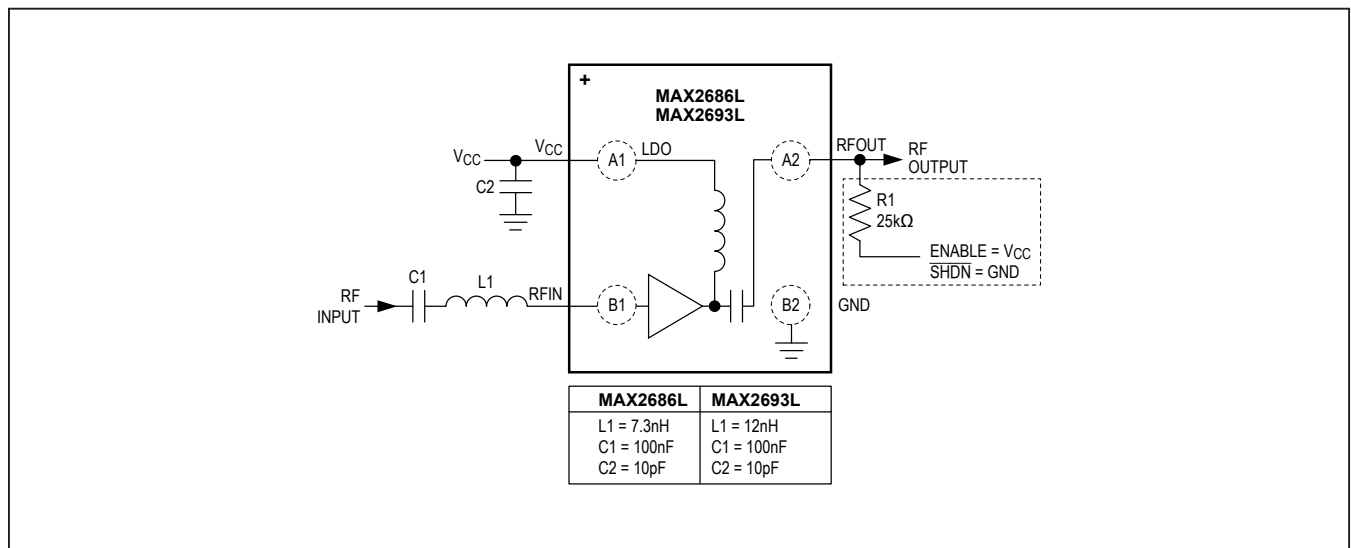 +
MAX2686L
MAX2693L
VCC
VCC
A1
LDO
A2
RFOUT
RF
OUTPUT
C2
R1
25kΩ
ENABLE = VCC
SHDN = GND
C1
L1
RFIN
RF
INPUT
B1
B2
GND
MAX2686L MAX2693L
L1 = 7.3nH L1 = 12nH
C1 = 100nF C1 = 100nF
C2 = 10pF C2 = 10pF